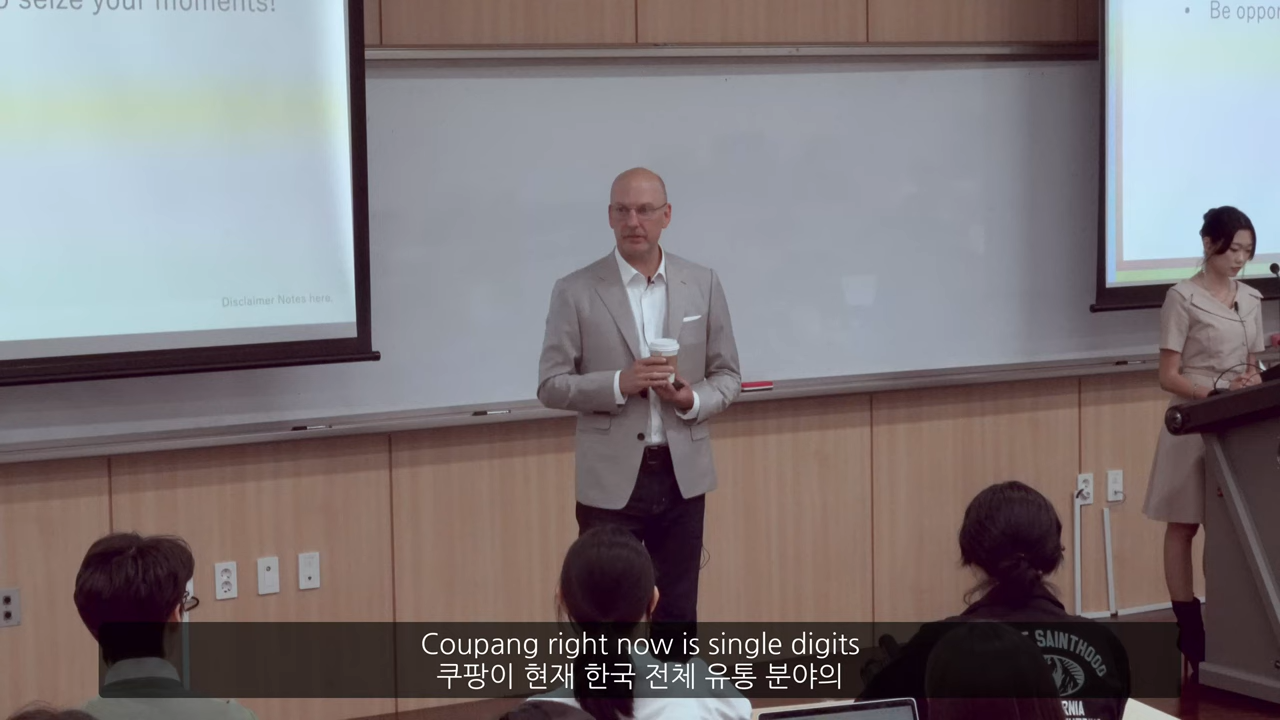 seize your moments!
Disclaimer Notes here.
• Be
SAINTHOOD
Coupang right now is single digits
쿠팡이 현재 한국 전체 유통 분야의